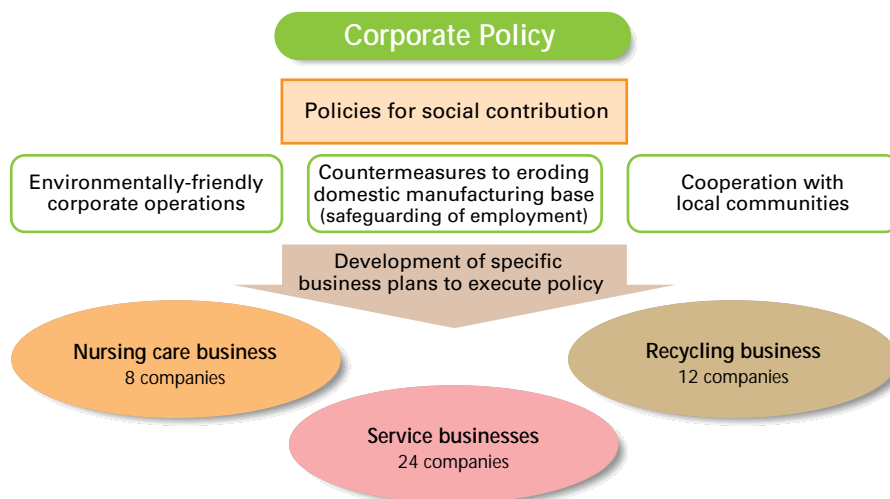 Corporate Policy
Policies for social contribution
Environmentally-friendly
corporate operations
Countermeasures to eroding
domestic manufacturing base
(safeguarding of employment)
Cooperation with
local communities
Development of specific
business plans to execute policy
Nursing care business
8 companies
Recycling business
12 companies
Service businesses
24 companies